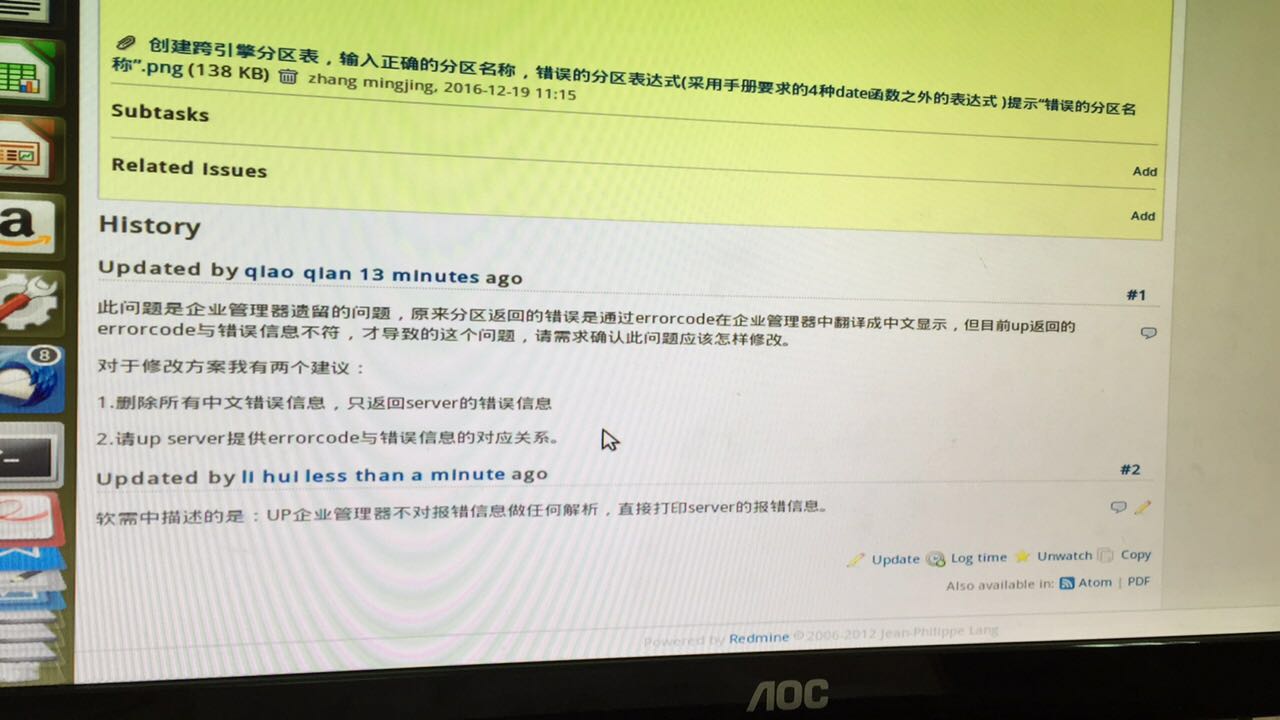 创建跨引擎分区表，输入正确的分区名称，错误的分区表达式(采用手册要求的4种date函数之外的表达式 )提示“错误的分区名
称”.png (138 KB) zhang mingjing, 2016-12-19 11:15
Subtasks
Add
Related Issues
Add
History
Updated by qiao qian 13 minutes ago
#1
此问题是企业管理器遗留的问题，原来分区返回的错误是通过errorcode在企业管理器中翻译成中文显示，但目前up返回的
errorcode与错误信息不符，才导致的这个问题，请需求确认此问题应该怎样修改。
对于修改方案我有两个建议：
1.删除所有中文错误信息，只返回server的错误信息
2.请up server提供errorcode与错误信息的对应关系。
Updated by li hui less than a minute ago
#2
软需中描述的是：UP企业管理器不对报错信息做任何解析，直接打印server的报错信息。
Update Log time Unwatch Copy
Also available in: Atom | PDF
Powered by Redmine © 2006-2012 Jean-Philippe Lang
a
8
AOC